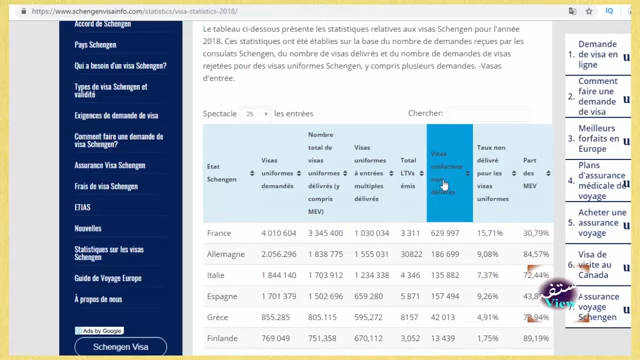 https://www.schengenvisainfo.com/statistics/visa-statistics-2018/
Accord de Schengen
Pays Schengen
Qui a besoin d'un visa Schengen?
Types de visa Schengen et
validité
Exigences de demande de visa
Comment faire une demande de
visa Schengen?
Assurance Visa Schengen
Frais de visa Schengen
ETIAS
Nouvelles
Statistiques sur les visas
Schengen
Guide de Voyage Europe
À propos de nous
Ads by Google
Schengen Visa
Le tableau ci-dessous présente les statistiques relatives aux visas Schengen pour l'année
2018. Ces statistiques ont été établies sur la base du nombre de demandes reçues par les
consulats Schengen, du nombre de visas délivrés et du nombre de demandes de visas
rejetées pour des visas uniformes Schengen, y compris plusieurs demandes. -Vasas
d'entrée.
Spectacle 25 les entrées Chercher:
Etat Schengen
Visas uniformes demandés
Nombre total de visas uniformes délivrés (y compris MEV)
Visas uniformes à entrées multiples délivrés
Total LTVs émis
Visas uniformes non délivrés
Taux non délivré pour les visas uniformes
Part des MEV
France 4 010 604 3 345 400 1 030 034 3 311 629 997 15,71% 30,79%
Allemagne 2.056.296 1 838 775 1 555 311 30822 186 699 9,08% 84,57%
Italie 1 844 140 1 703 912 1 234 438 4 346 135 882 7,37% 72,44%
Espagne 1 701 379 1 502 696 659 280 5 871 157 494 9,26%
Grèce 855.285 805.115 595,272 8157 42 013 4,91%
Finlande 769 049 751,358 670,112 3,052 13 439 1,75% 89,19%
1. Demande de visa en ligne
2. Comment faire une demande de visa
3. Meilleurs forfaits en Europe
4. Plans d'assurance médicale de voyage
5. Acheter une assurance voyage
6. Visa de visite au Canada
7. Assurance voyage Schengen
View